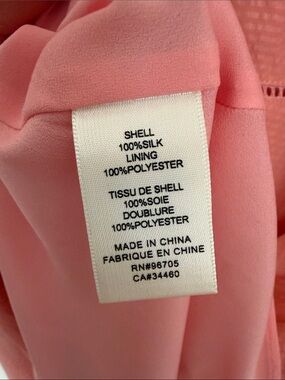 SHELL
100%SILK
LINING
100%POLYESTER
TISSU DE SHELL
100%SOIE
DOUBLURE
100%POLYESTER
MADE IN CHINA
FABRIQUE EN CHINE
RN#96705
CA#34460